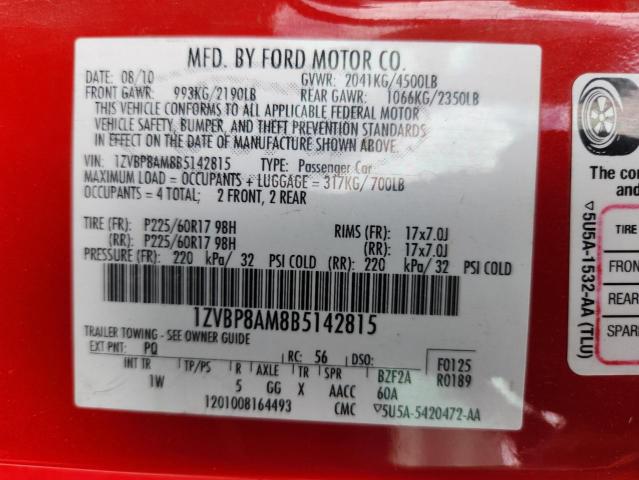 MFD. BY FORD MOTOR CO.
DATE: 08/10 GVWR: 2041KG/4500LB
FRONT GAWR: 993KG/2190LB REAR GAWR: 1066KG/2350LB
THIS VEHICLE CONFORMS TO ALL APPLICABLE FEDERAL MOTOR
VEHICLE SAFETY, BUMPER, AND THEFT PREVENTION STANDARDS
IN EFFECT ON THE DATE OF MANUFACTURE SHOWN ABOVE.
VIN: 1ZVBP8AM8B5142815 TYPE: Passenger Car
MAXIMUM LOAD = OCCUPANTS + LUGGAGE = 317KG/700LB
OCCUPANTS = 4 TOTAL; 2 FRONT, 2 REAR
TIRE (FR): P225/60R17 98H RIMS (FR): 17x7.0J
(RR): P225/60R17 98H (RR): 17x7.0J
PRESSURE (FR): 220 kPa/ 32 PSI COLD (RR): 220 kPa/ 32 PSI COLD
1ZVBP8AM8B5142815
TRAILER TOWING - SEE OWNER GUIDE
EXT PNT: PQ RC: 56 DSO: F0125
INT TR TP/PS R AXLE TR SPR BZF2A R0189
1W 5 GG X AACC 60A
1201008164493 CMC ▽5U5A-5420472-AA
The co
and
▽5U5A-1532-AA (TLU)
TIRE
FRON
REAR
SPAR